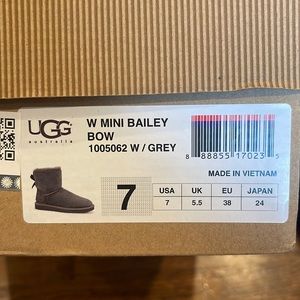 UGG
australia
W MINI BAILEY
BOW
1005062 W / GREY
8 88855 17023 5
MADE IN VIETNAM
7
USA UK EU JAPAN
7 5.5 38 24